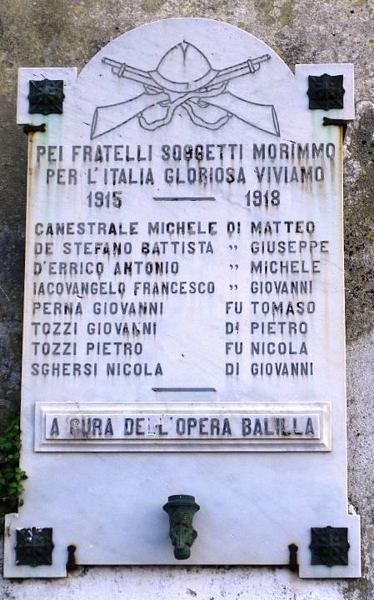 PEI FRATELLI SOGGETTI MORIMMO
PER L'ITALIA GLORIOSA VIVIAMO
1915 — 1918
CANESTRALE MICHELE DI MATTEO
DE STEFANO BATTISTA " GIUSEPPE
D'ERRICO ANTONIO " MICHELE
IACOVANGELO FRANCESCO " GIOVANNI
PERNA GIOVANNI FU TOMASO
TOZZI GIOVANNI DI PIETRO
TOZZI PIETRO FU NICOLA
SGHERSI NICOLA DI GIOVANNI
A CURA DELL'OPERA BALILLA